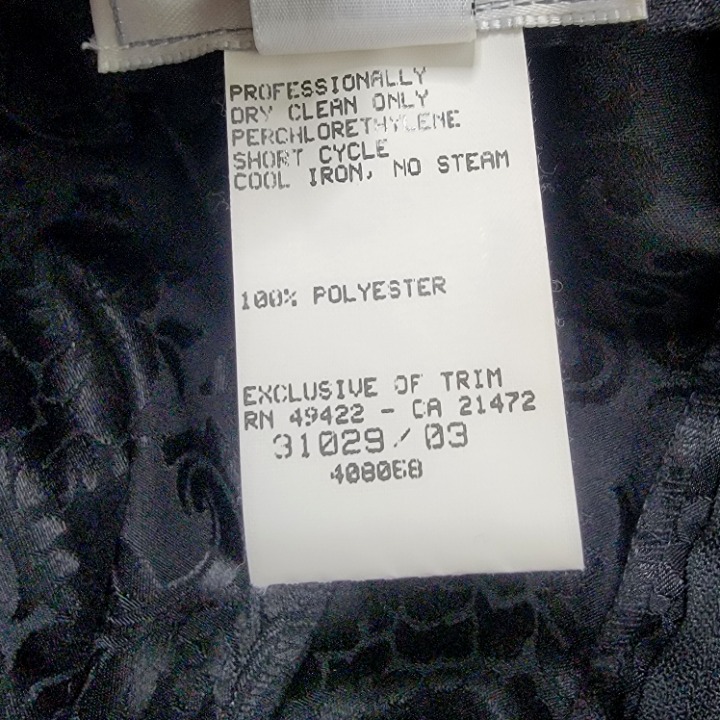 PROFESSIONALLY
DRY CLEAN ONLY
PERCHLORETHYLENE
SHORT CYCLE
COOL IRON, NO STEAM
100% POLYESTER
EXCLUSIVE OF TRIM
RN 49422 - CA 21472
31029/03
4080E8